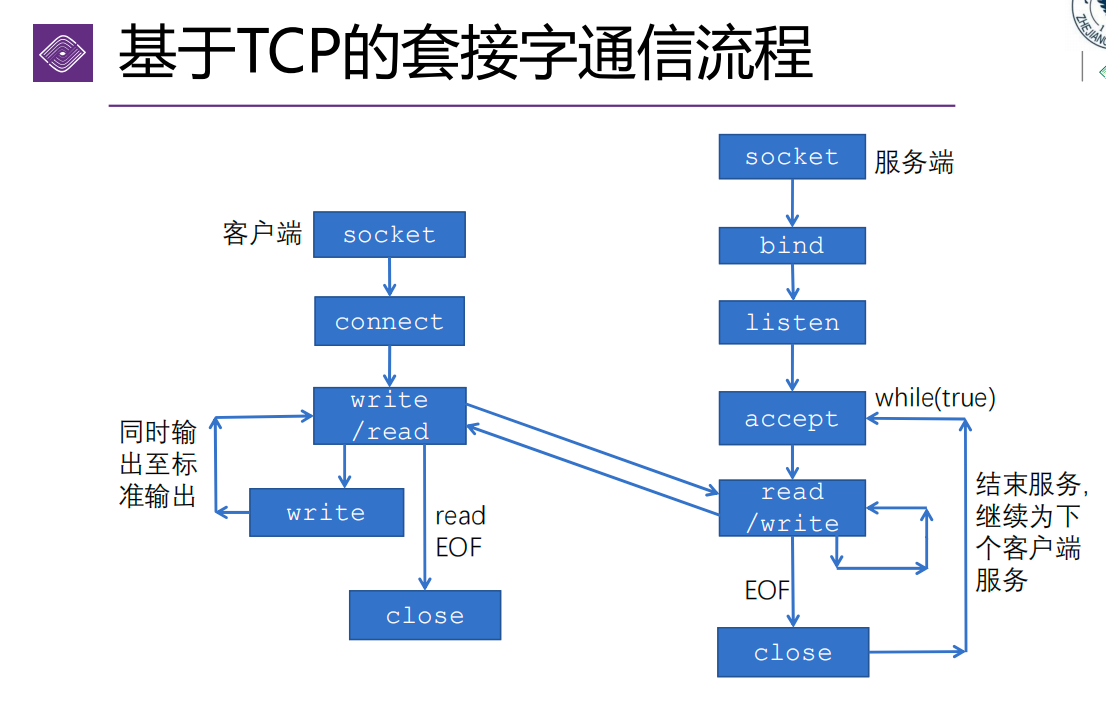 基于TCP的套接字通信流程
socket
服务端
客户端
socket
bind
connect
listen
write
/read
while(true)
accept
同时输
出至标
准输出
write
read
EOF
read
/write
结束服务,
继续为下
个客户端
服务
EOF
close
close